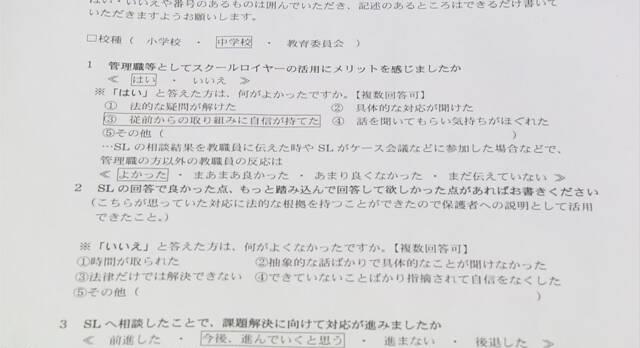 はい・いいえや番号のあるものは囲んでいただき、記述のあるところはできるだけ書いて
いただきますようお願いします。
□校種（ 小学校 ・ 中学校 ・ 教育委員会 ）
1 管理職等としてスクールロイヤーの活用にメリットを感じましたか
≪ はい ・ いいえ ≫
※「はい」と答えた方は、何がよかったですか。【複数回答可】
① 法的な疑問が解けた ② 具体的な対応が聞けた
③ 従前からの取り組みに自信が持てた ④ 話を聞いてもらい気持ちがほぐれた
⑤その他（ ）
…SLの相談結果を教職員に伝えた時やSLがケース会議などに参加した場合などで、
管理職の方以外の教職員の反応は
≪ よかった ・ まあまあ良かった ・ あまり良くなかった ・ まだ伝えていない ≫
2 SLの回答で良かった点、もっと踏み込んで回答して欲しかった点があればお書きください
（こちらが思っていた対応に法的な根拠を持つことができたので保護者への説明として活用
できたこと。）
※「いいえ」と答えた方は、何がよくなかったですか。【複数回答可】
①時間が取られた ②抽象的な話ばかりで具体的なことが聞けなかった
③法律だけでは解決できない ④できていないことばかり指摘されて自信をなくした
⑤その他（ ）
3 SLへ相談したことで、課題解決に向けて対応が進みましたか
≪ 前進した ・ 今後、進んでいくと思う ・ 進まない ・ 後退した ≫